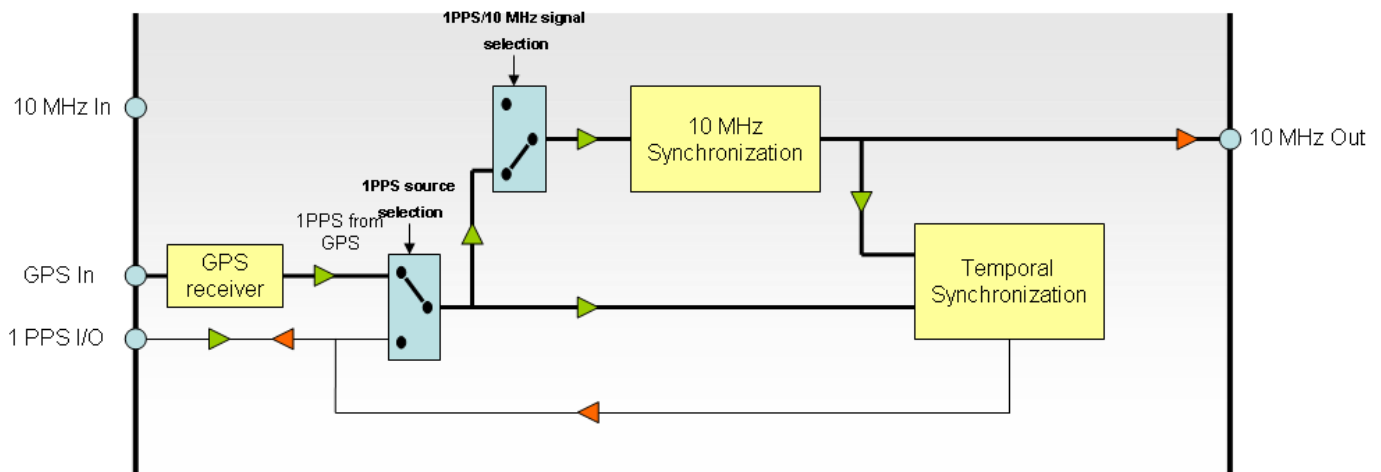 1PPS/10 MHz signal
selection
10 MHz In
10 MHz
Synchronization
10 MHz Out
1PPS source
selection
1PPS from
GPS
GPS In
GPS
receiver
Temporal
Synchronization
1 PPS I/O